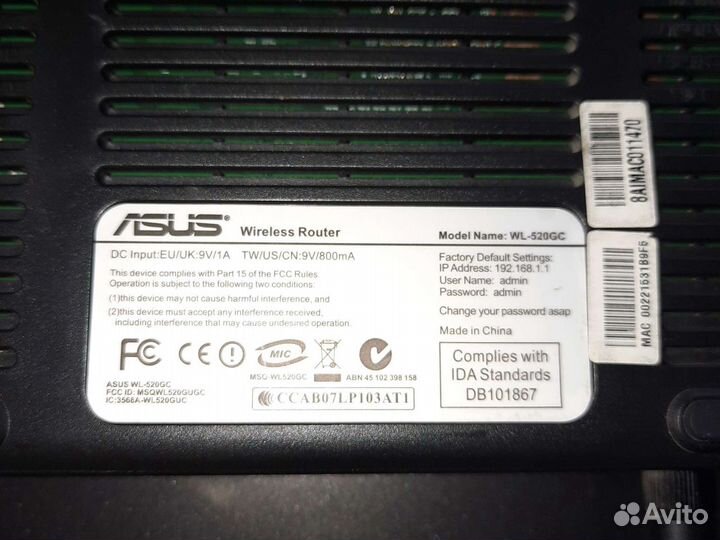 ASUS® Wireless Router
Model Name: WL-520GC
DC Input:EU/UK:9V/1A TW/US/CN:9V/800mA
This device complies with Part 15 of the FCC Rules
Operation is subject to the following two conditions:
(1)this device may not cause harmful interference, and
(2)this device must accept any interference received,
including interference that may cause undesired operation.
Factory Default Settings:
IP Address: 192.168.1.1
User Name: admin
Password: admin
Change your password asap
Made in China
FC CE MIC
MSQ-WL520GC
ABN 45 102 398 158
ASUS WL-520GC
FCC ID: MSQWL520GUGC
IC:3568A-WL520GUC
CCAB07LP103AT1
Complies with
IDA Standards
DB101867
8AIMAC011470
MAC 00221531B9F6
Avito